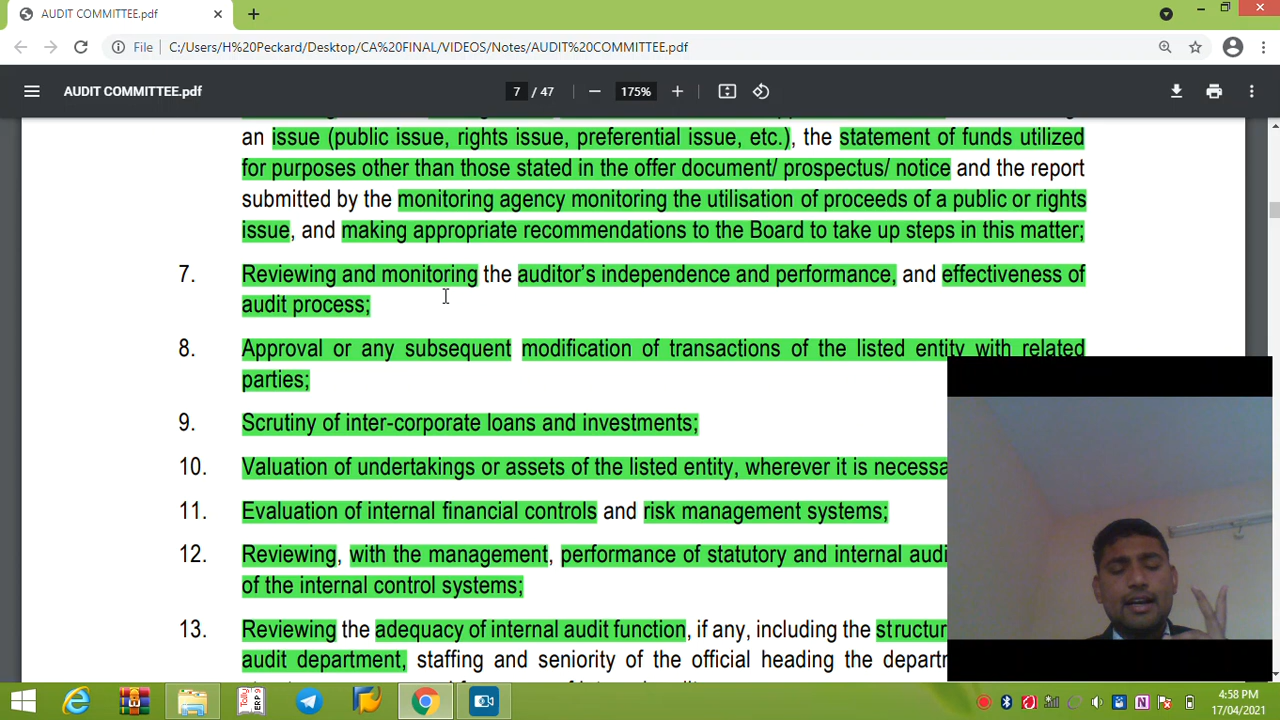 AUDIT COMMITTEE.pdf
File
C:/Users/H%20Peckard/Desktop/CA%20FINAL/VIDEOS/Notes/AUDIT%20COMMITTEE.pdf
AUDIT COMMITTEE.pdf
7 / 47
175%
an issue (public issue, rights issue, preferential issue, etc.), the statement of funds utilized
for purposes other than those stated in the offer document/ prospectus/ notice and the report
submitted by the monitoring agency monitoring the utilisation of proceeds of a public or rights
issue, and making appropriate recommendations to the Board to take up steps in this matter;
7. Reviewing and monitoring the auditor’s independence and performance, and effectiveness of
audit process;
8. Approval or any subsequent modification of transactions of the listed entity with related
parties;
9. Scrutiny of inter-corporate loans and investments;
10. Valuation of undertakings or assets of the listed entity, wherever it is necessa
11. Evaluation of internal financial controls and risk management systems;
12. Reviewing, with the management, performance of statutory and internal audi
of the internal control systems;
13. Reviewing the adequacy of internal audit function, if any, including the structur
audit department, staffing and seniority of the official heading the departm
Tally
ERP 9
4:58 PM
17/04/2021